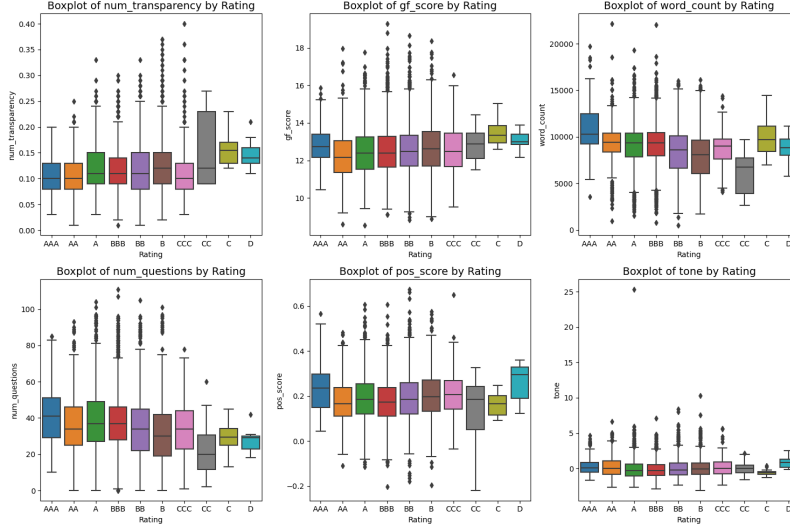 Boxplot of num_transparency by Rating
0.40
0.35
0.30
0.25
0.20
0.15
0.10
0.05
0.00
num_transparency
AAA AA A BBB BB B CCC CC C D
Rating
Boxplot of gf_score by Rating
18
16
14
12
10
gf_score
AAA AA A BBB BB B CCC CC C D
Rating
Boxplot of word_count by Rating
20000
15000
10000
5000
0
word_count
AAA AA A BBB BB B CCC CC C D
Rating
Boxplot of num_questions by Rating
100
80
60
40
20
0
num_questions
AAA AA A BBB BB B CCC CC C D
Rating
Boxplot of pos_score by Rating
0.6
0.4
0.2
0.0
−0.2
pos_score
AAA AA A BBB BB B CCC CC C D
Rating
Boxplot of tone by Rating
25
20
15
10
5
0
tone
AAA AA A BBB BB B CCC CC C D
Rating